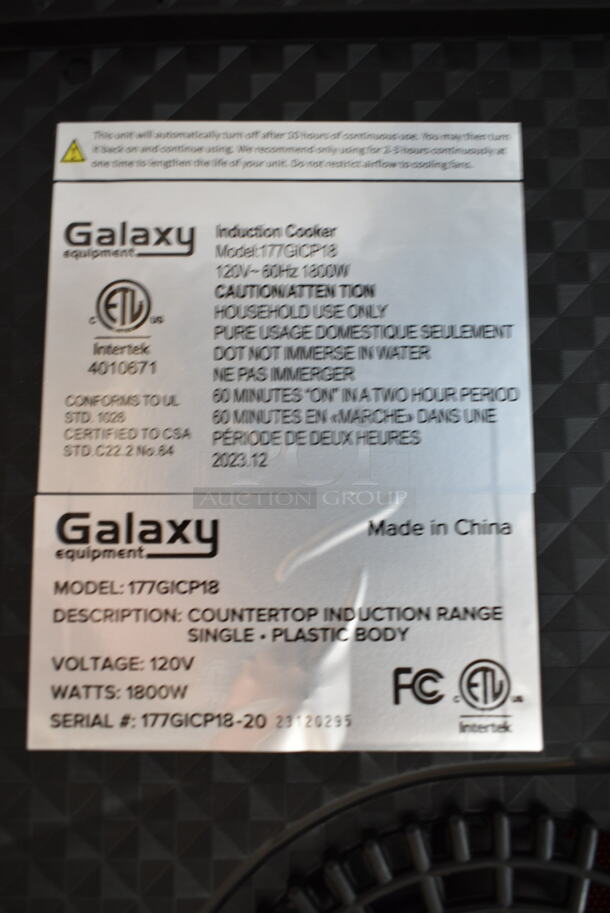 This unit will automatically turn off after 10 hours of continuous use. You may then turn
it back on and continue using. We recommend only using for 2-3 hours continuously at
one time to lengthen the life of your unit. Do not restrict airflow to cooling fans.
Galaxy
equipment
Induction Cooker
Model:177GICP18
120V~ 60Hz 1800W
CAUTION/ATTEN TION
HOUSEHOLD USE ONLY
PURE USAGE DOMESTIQUE SEULEMENT
DOT NOT IMMERSE IN WATER
NE PAS IMMERGER
60 MINUTES "ON" IN A TWO HOUR PERIOD
60 MINUTES EN «MARCHE» DANS UNE
PÉRIODE DE DEUX HEURES
2023.12
ETL
C US
Intertek
4010671
CONFORMS TO UL
STD. 1026
CERTIFIED TO CSA
STD.C22.2 No.64
PCI
AUCTION GROUP
Galaxy
equipment
Made in China
MODEL: 177GICP18
DESCRIPTION: COUNTERTOP INDUCTION RANGE
SINGLE • PLASTIC BODY
VOLTAGE: 120V
WATTS: 1800W
SERIAL #: 177GICP18-20 23120295
FC
C ETL US
Intertek